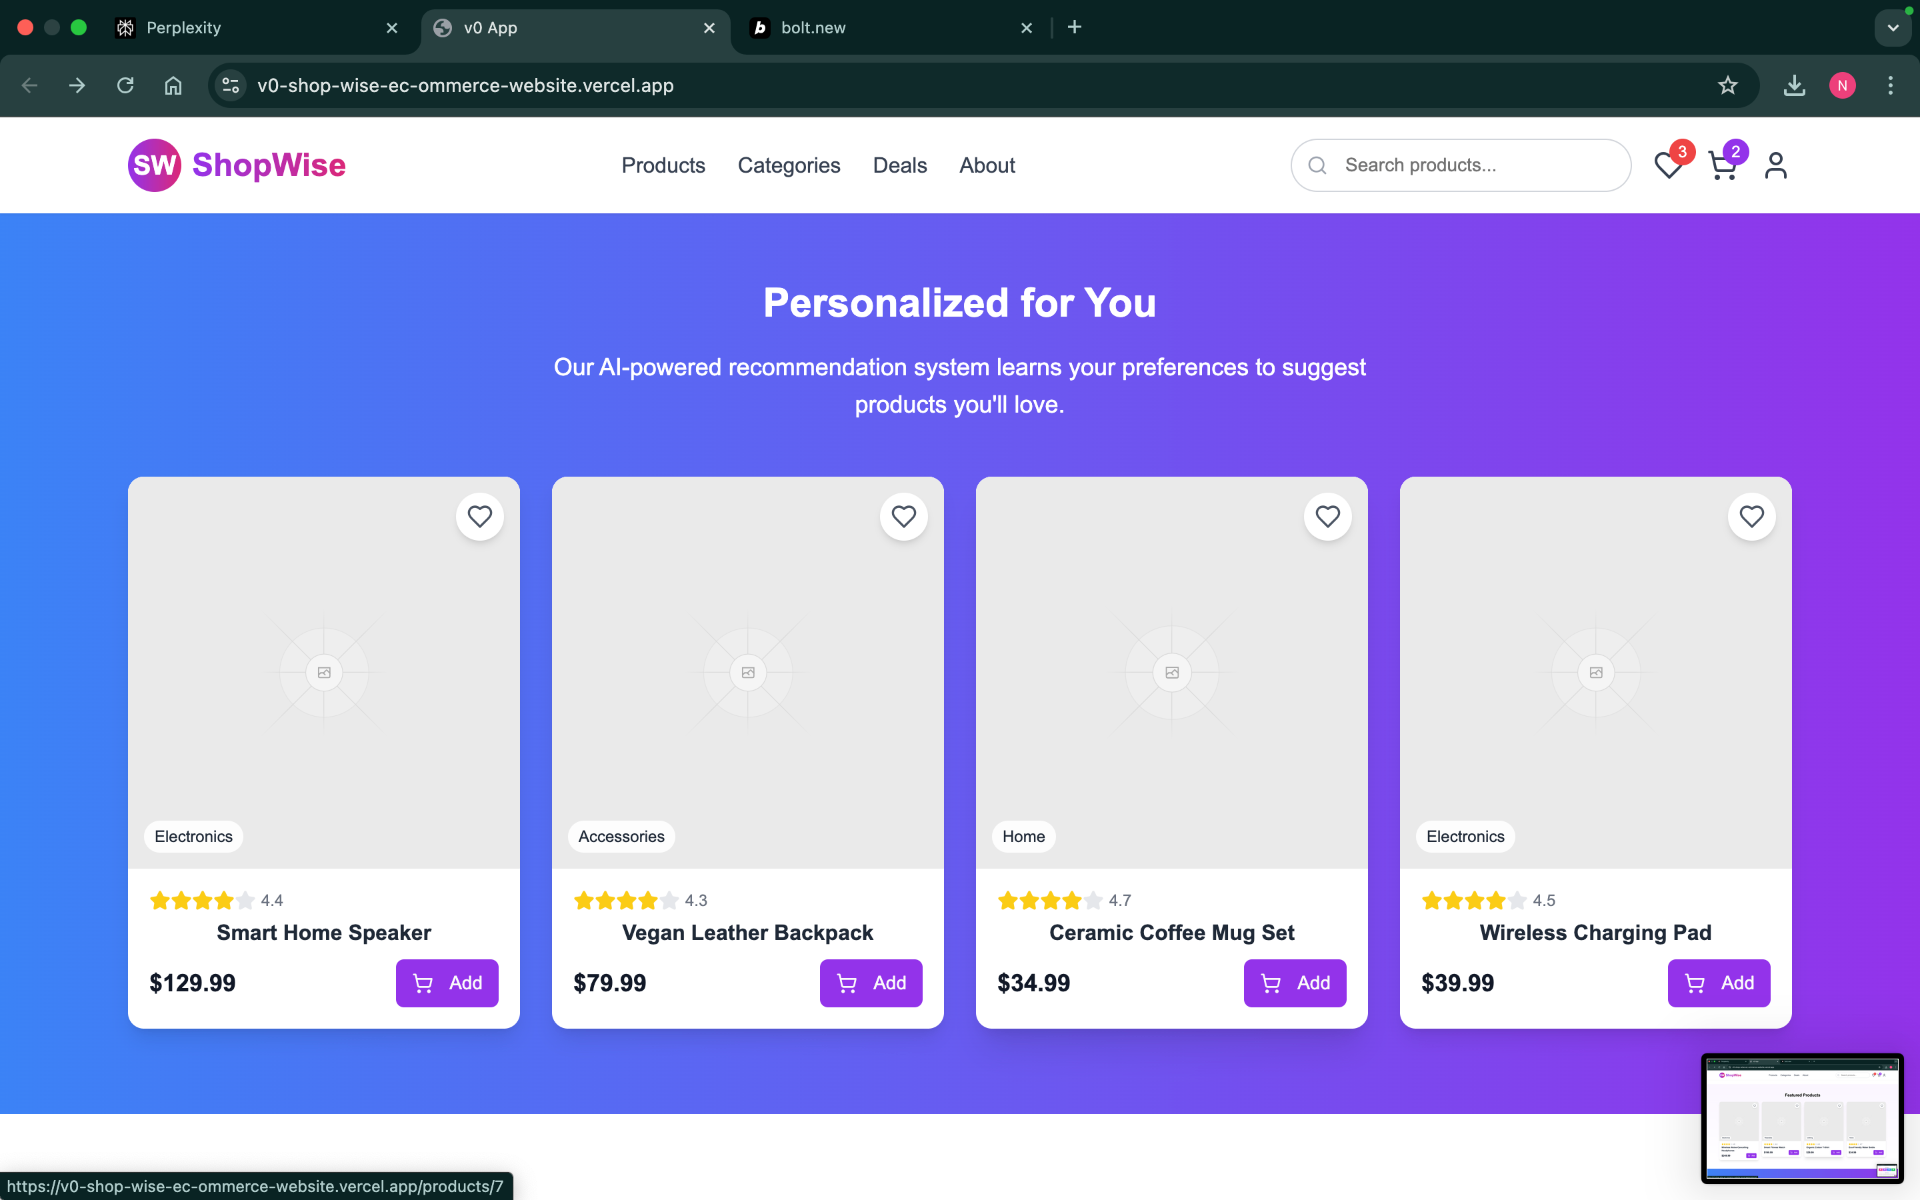 Perplexity
v0 App
bolt.new
v0-shop-wise-ec-ommerce-website.vercel.app
N
SW ShopWise
Products
Categories
Deals
About
Search products...
3
2
Personalized for You
Our AI-powered recommendation system learns your preferences to suggest
products you'll love.
Electronics
4.4
Smart Home Speaker
$129.99
Add
Accessories
4.3
Vegan Leather Backpack
$79.99
Add
Home
4.7
Ceramic Coffee Mug Set
$34.99
Add
Electronics
4.5
Wireless Charging Pad
$39.99
Add
Featured Products
https://v0-shop-wise-ec-ommerce-website.vercel.app/products/7